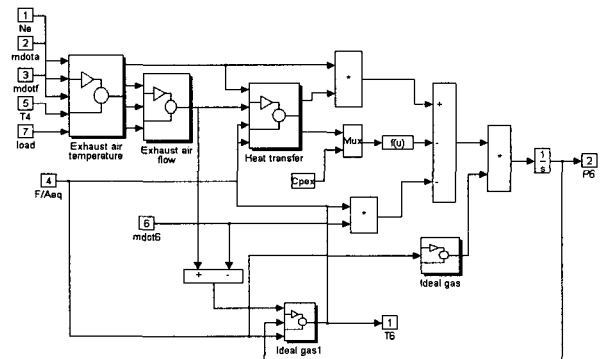 1
Ne
2
mdota
3
mdotf
5
T4
7
load
Exhaust air
temperature
Exhaust air
flow
Heat transfer
*
+
-
-
Mux
f(u)
Cpex
*
1
s
2
P6
4
F/Aeq
6
mdot6
*
+ -
Ideal gas
Ideal gas1
1
T6